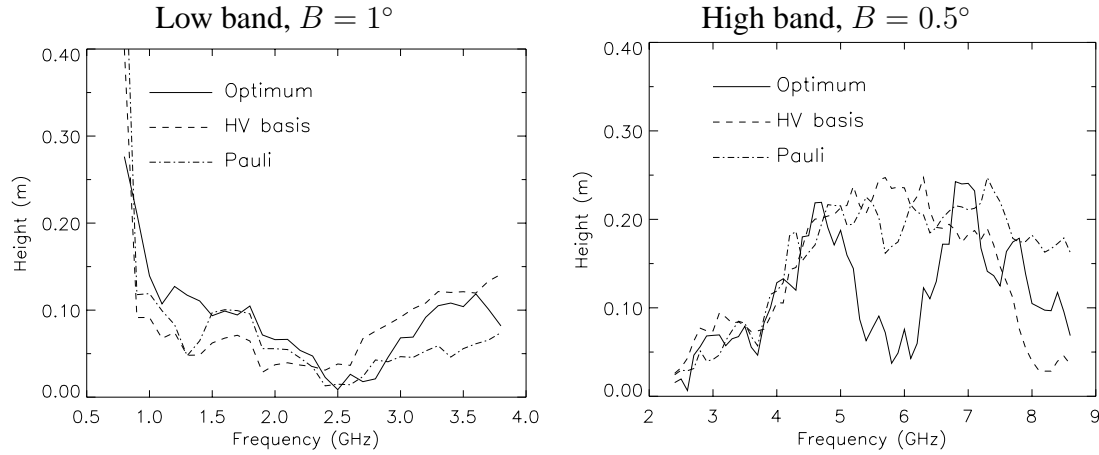 Low band, B = 1°
0.40
0.30
0.20
0.10
0.00
Height (m)
Optimum
HV basis
Pauli
0.5 1.0 1.5 2.0 2.5 3.0 3.5 4.0
Frequency (GHz)
High band, B = 0.5°
0.40
0.30
0.20
0.10
0.00
Height (m)
Optimum
HV basis
Pauli
2 3 4 5 6 7 8 9
Frequency (GHz)